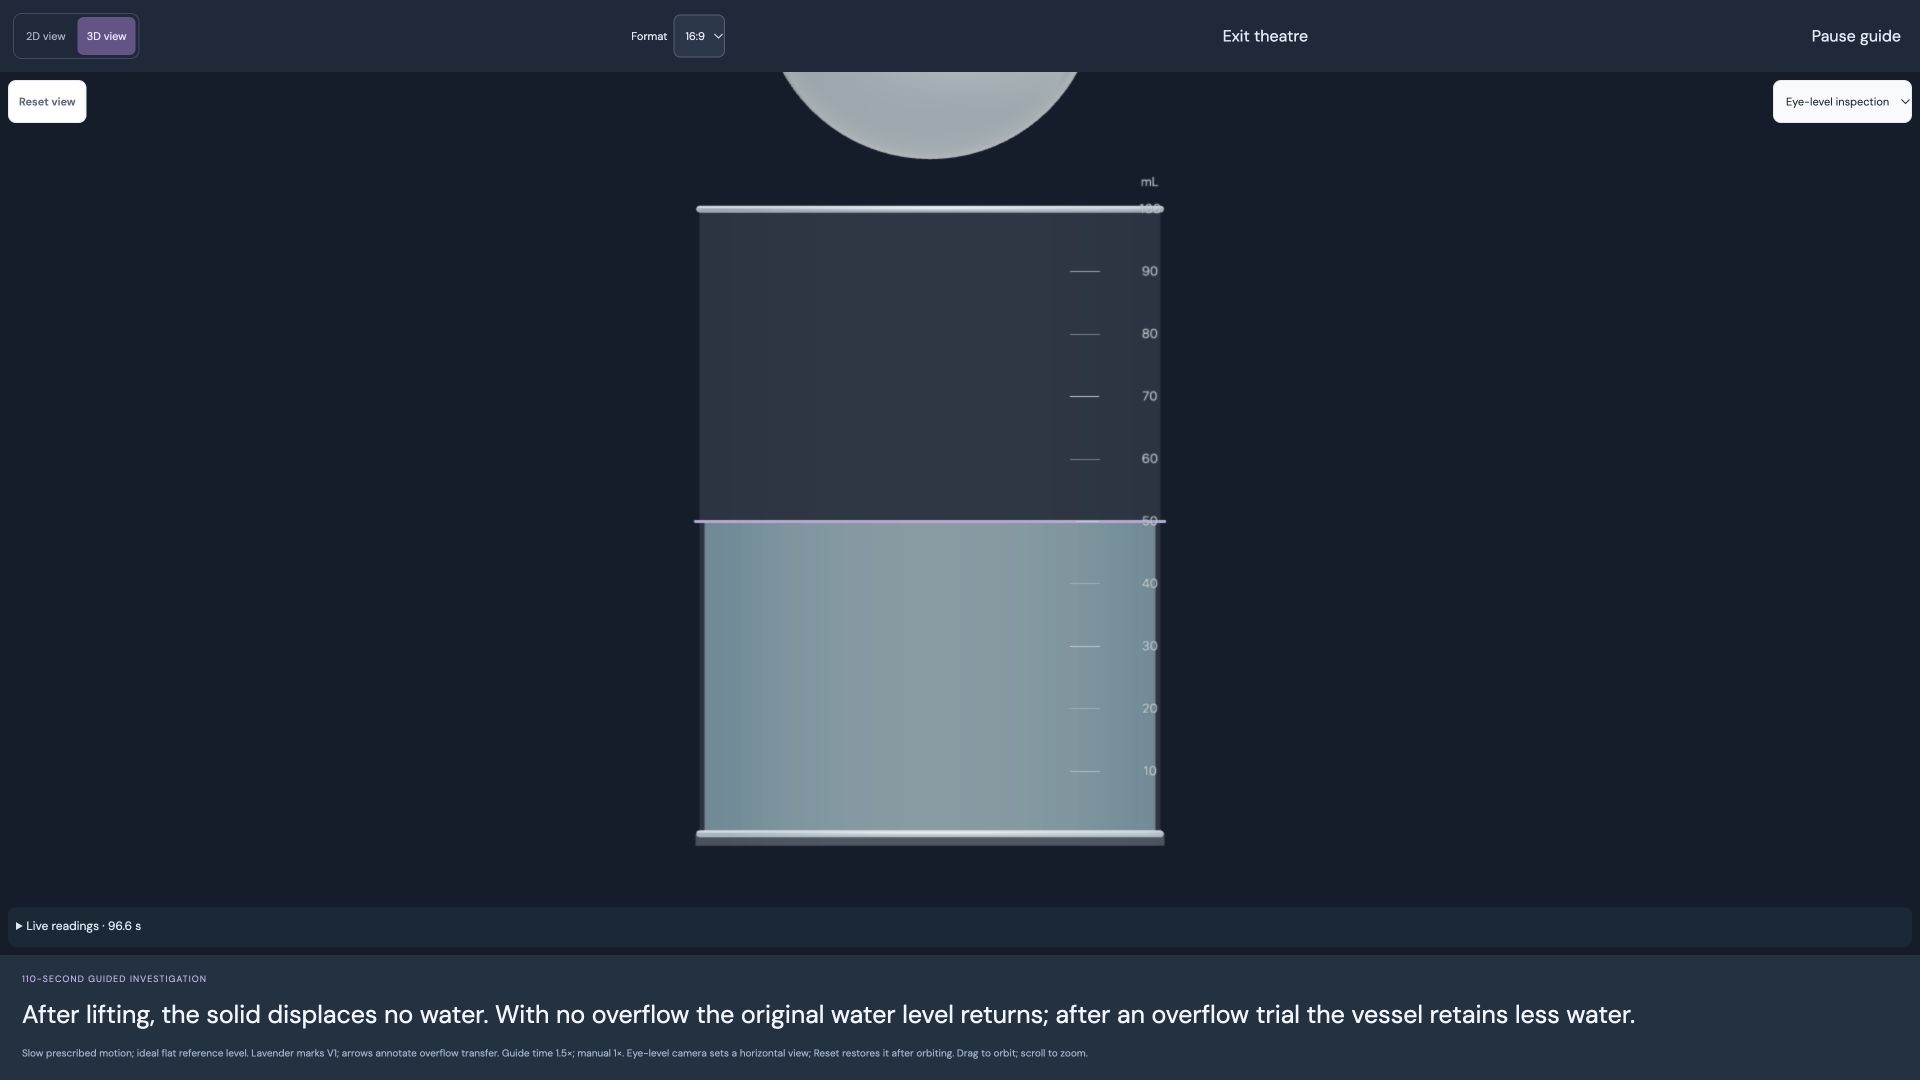 2D view
3D view
Format
16:9
Exit theatre
Pause guide
Reset view
Eye-level inspection
mL
100
90
80
70
60
50
40
30
20
10
Live readings · 96.6 s
110-SECOND GUIDED INVESTIGATION
After lifting, the solid displaces no water. With no overflow the original water level returns; after an overflow trial the vessel retains less water.
Slow prescribed motion; ideal flat reference level. Lavender marks V1; arrows annotate overflow transfer. Guide time 1.5×; manual 1×. Eye-level camera sets a horizontal view; Reset restores it after orbiting. Drag to orbit; scroll to zoom.